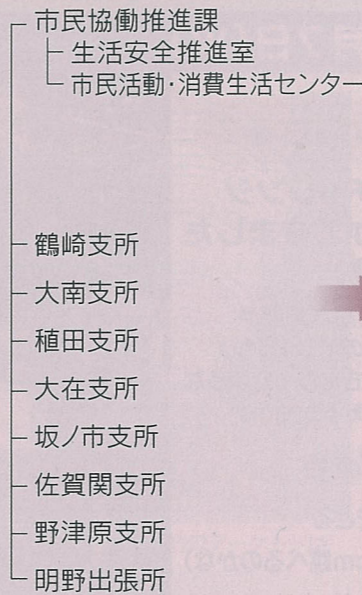 市民協働推進課
生活安全推進室
市民活動・消費生活センター
鶴崎支所
大南支所
稙田支所
大在支所
坂ノ市支所
佐賀関支所
野津原支所
明野出張所